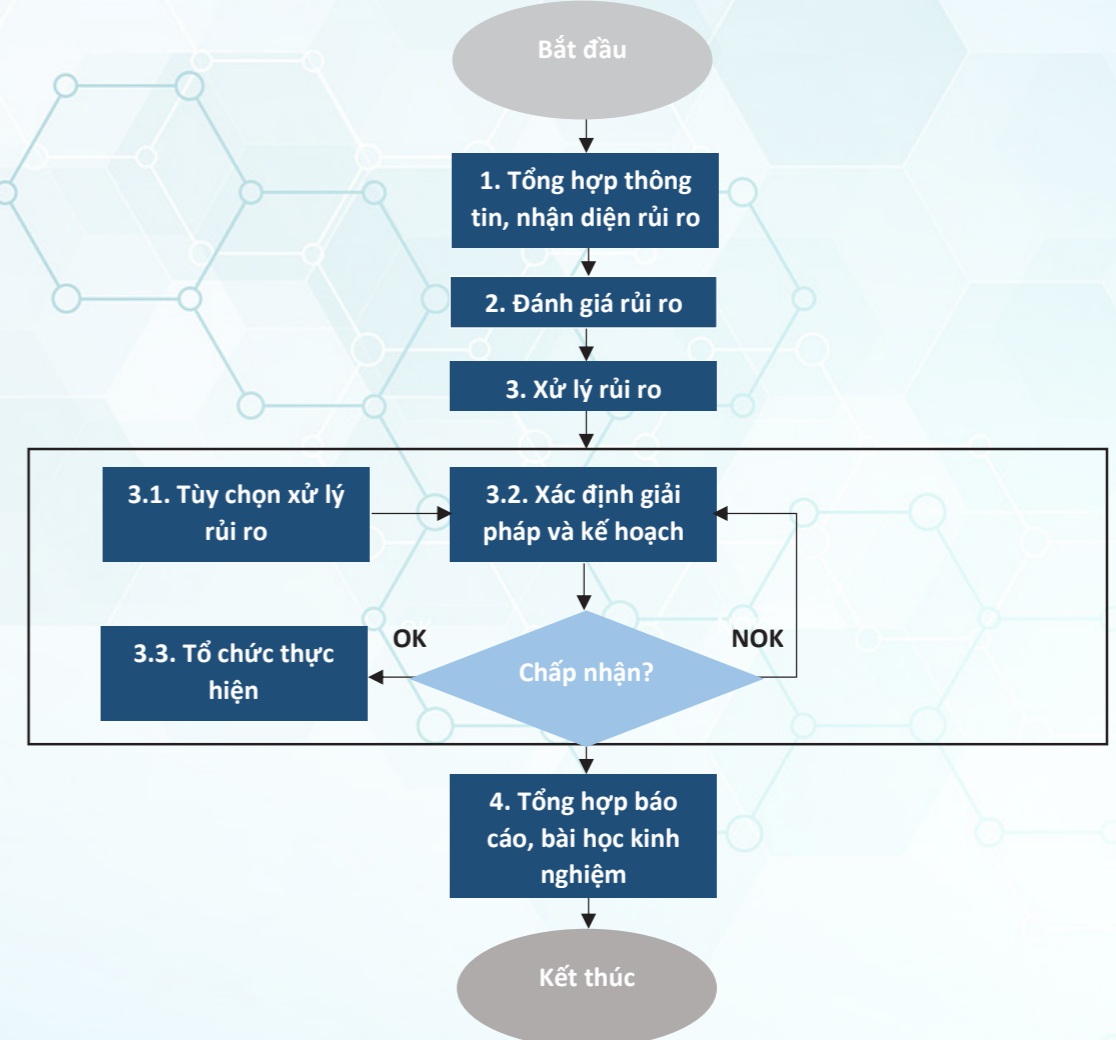 Bắt đầu
1. Tổng hợp thông
tin, nhận diện rủi ro
2. Đánh giá rủi ro
3. Xử lý rủi ro
3.1. Tùy chọn xử lý
rủi ro
3.2. Xác định giải
pháp và kế hoạch
OK
NOK
Chấp nhận?
3.3. Tổ chức thực
hiện
4. Tổng hợp báo
cáo, bài học kinh
nghiệm
Kết thúc